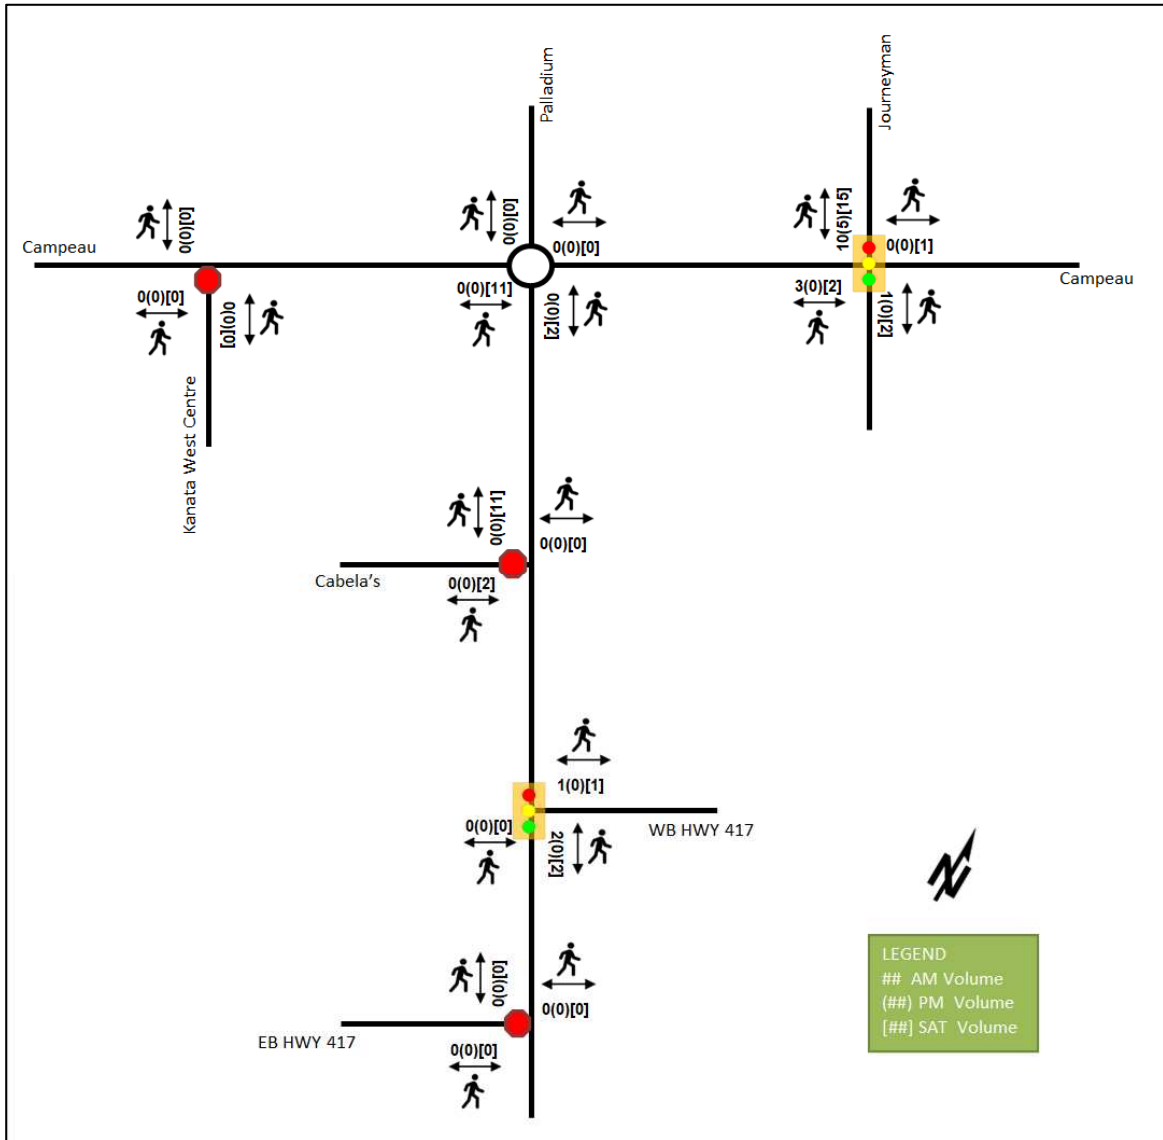 Palladium
Journeyman
0(0)[0]
0(0)[0]
10(5)[15]
Campeau
0(0)[0]
0(0)[1]
Campeau
0(0)[0]
0(0)[0]
0(0)[11]
0(0)[2]
3(0)[2]
1(0)[2]
Kanata West Centre
0(0)[11]
0(0)[0]
Cabela's
0(0)[2]
1(0)[1]
0(0)[0]
2(0)[2]
WB HWY 417
0(0)[0]
0(0)[0]
EB HWY 417
0(0)[0]
N
LEGEND
## AM Volume
(##) PM Volume
[##] SAT Volume